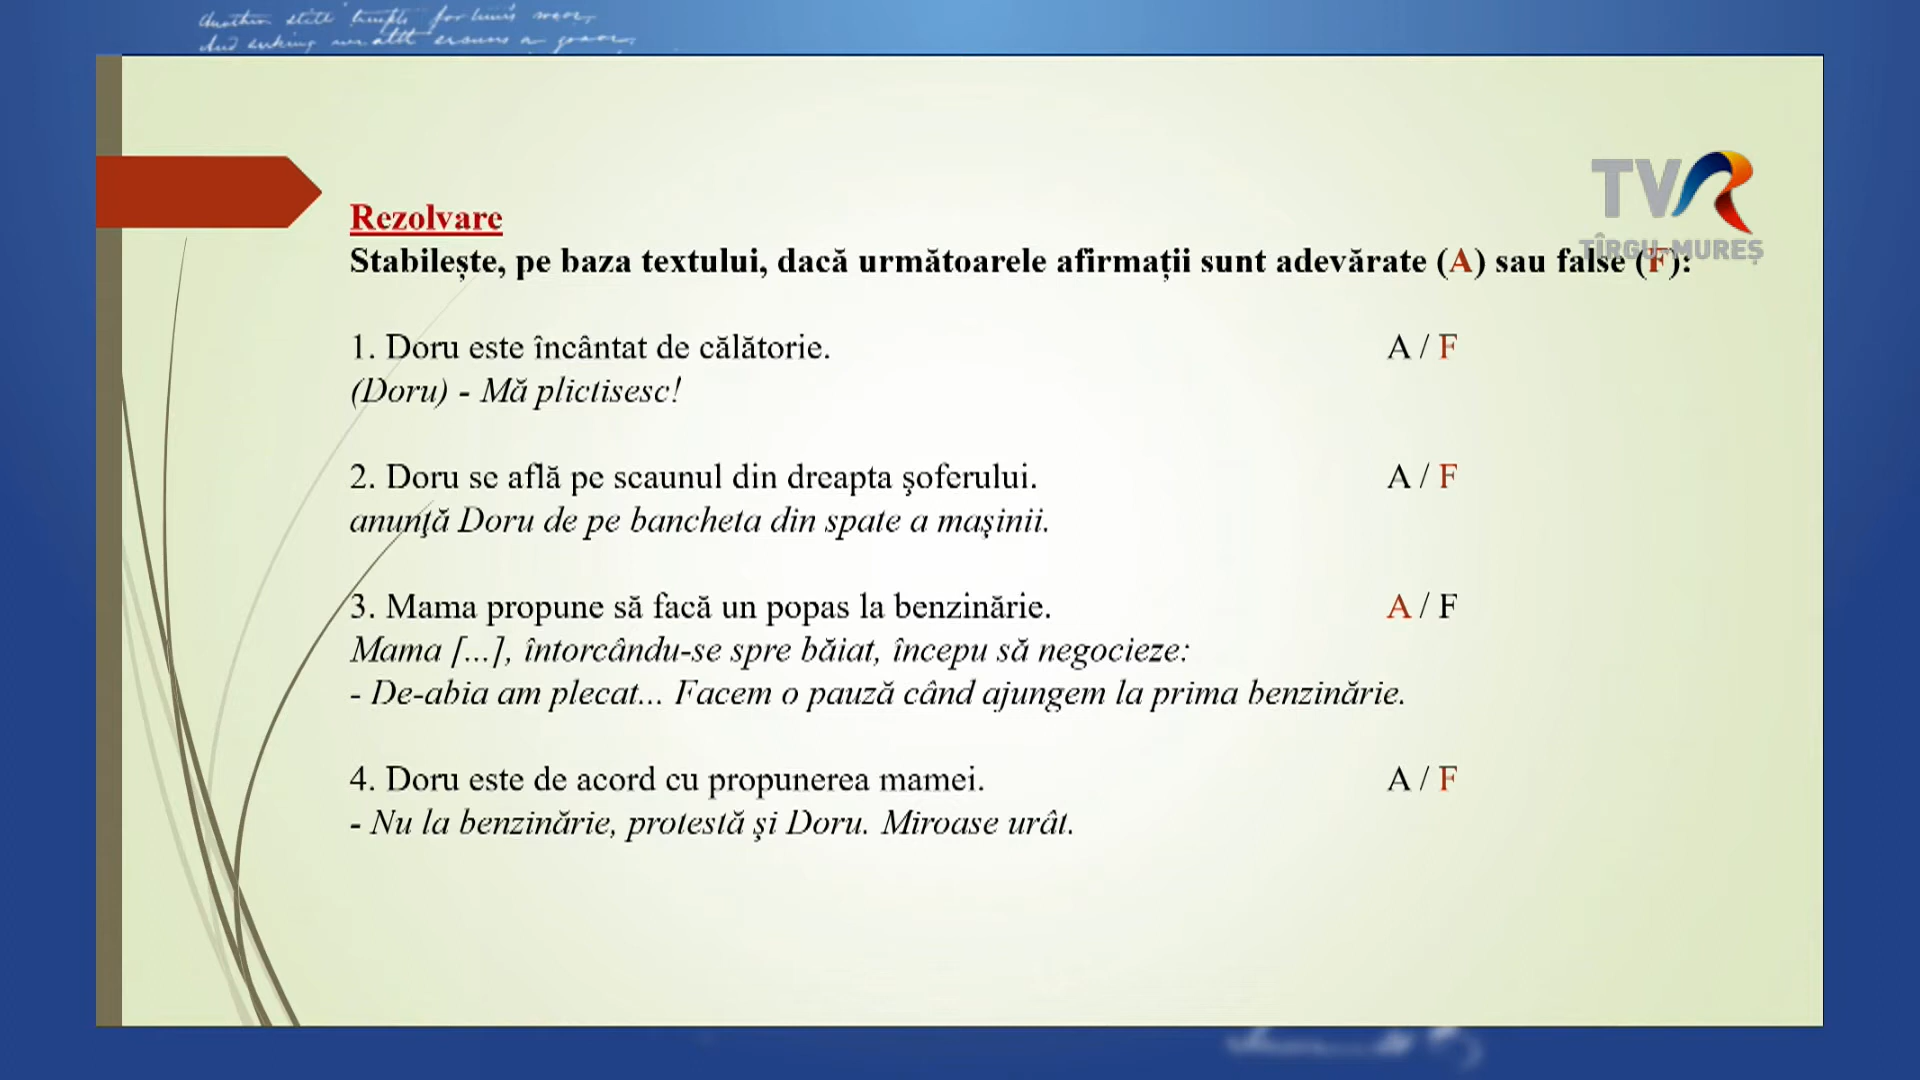 Rezolvare
TVR
TÎRGU-MUREȘ
Stabilește, pe baza textului, dacă următoarele afirmații sunt adevărate (A) sau false (F):
1. Doru este încântat de călătorie. A / F
(Doru) - Mă plictisesc!
2. Doru se află pe scaunul din dreapta şoferului. A / F
anunţă Doru de pe bancheta din spate a maşinii.
3. Mama propune să facă un popas la benzinărie. A / F
Mama [...], întorcându-se spre băiat, începu să negocieze:
- De-abia am plecat... Facem o pauză când ajungem la prima benzinărie.
4. Doru este de acord cu propunerea mamei. A / F
- Nu la benzinărie, protestă şi Doru. Miroase urât.